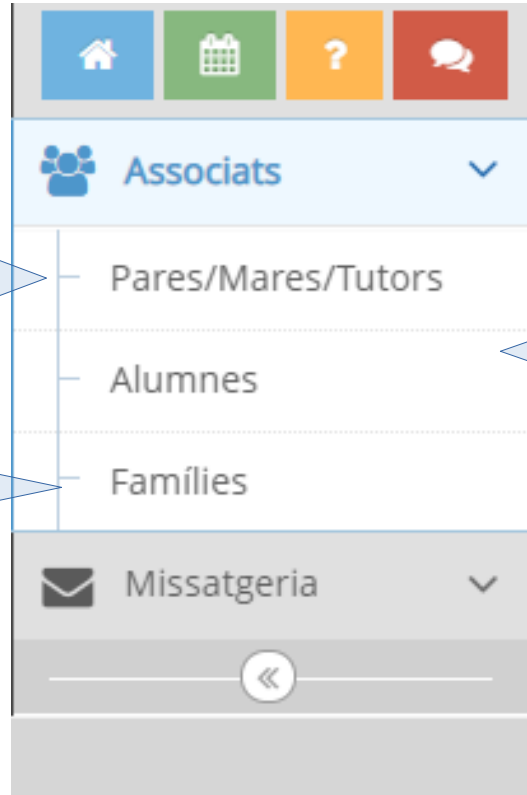 ?
Associats
Pares/Mares/Tutors
Alumnes
Famílies
Missatgeria
«